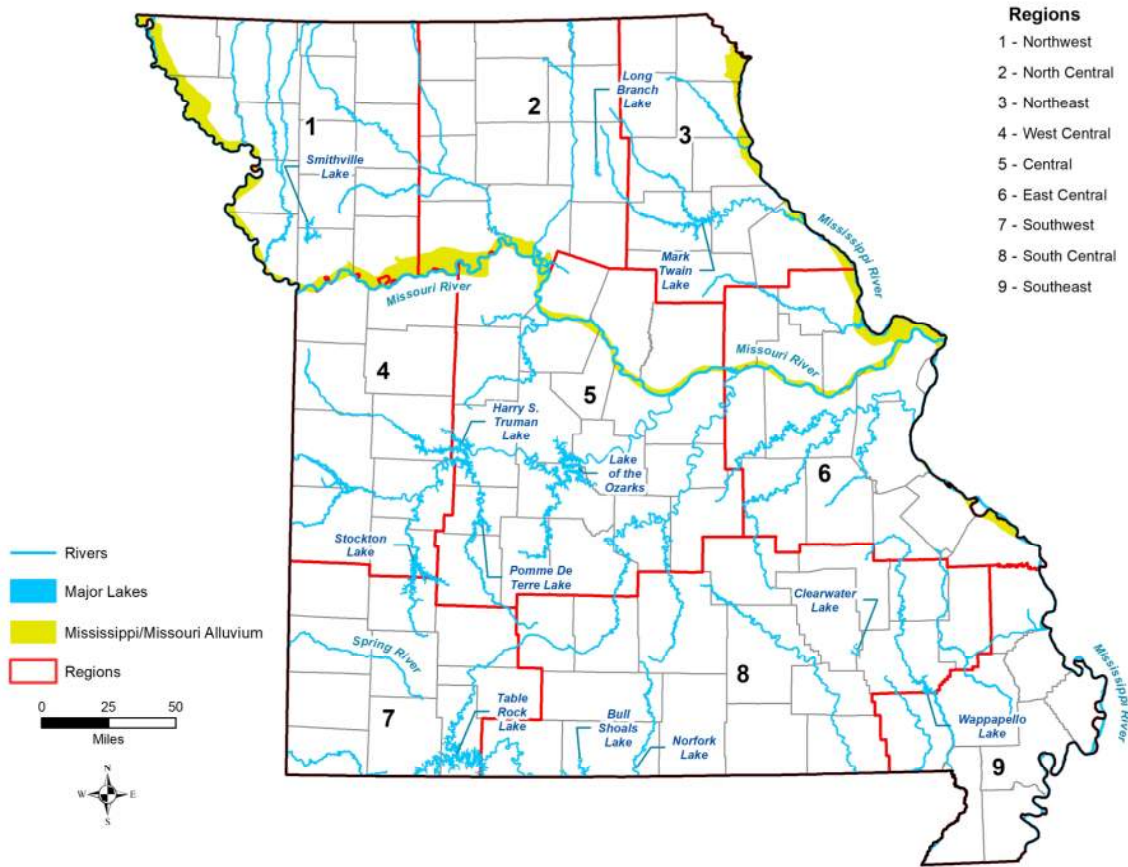 Regions
1 - Northwest
2 - North Central
3 - Northeast
4 - West Central
5 - Central
6 - East Central
7 - Southwest
8 - South Central
9 - Southeast
Long
Branch
Lake
2
1
3
Smithville
Lake
Mississippi River
Mark
Twain
Lake
Missouri River
Missouri River
4
5
Harry S.
Truman
Lake
Lake
of the
Ozarks
6
Stockton
Lake
Pomme De
Terre Lake
Clearwater
Lake
Rivers
Major Lakes
Mississippi/Missouri Alluvium
Regions
0 25 50
Miles
N
W E
S
Spring River
8
Mississippi River
7
Table
Rock
Lake
Bull
Shoals
Lake
Norfork Lake
Wappapello
Lake
9